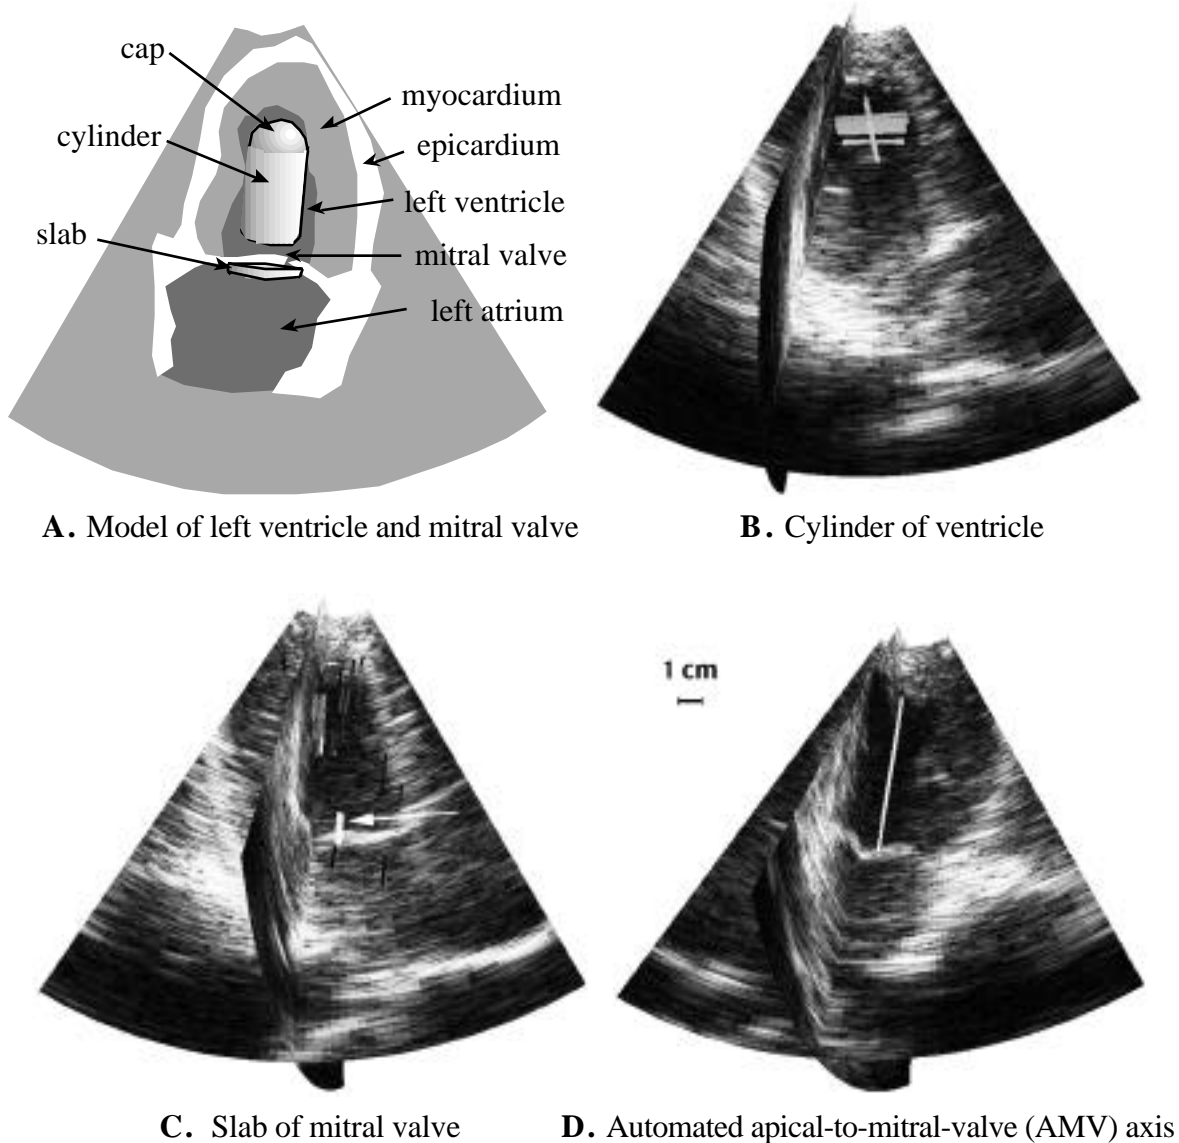 cap
myocardium
cylinder
epicardium
left ventricle
slab
mitral valve
left atrium
A. Model of left ventricle and mitral valve
B. Cylinder of ventricle
1 cm
C. Slab of mitral valve
D. Automated apical-to-mitral-valve (AMV) axis